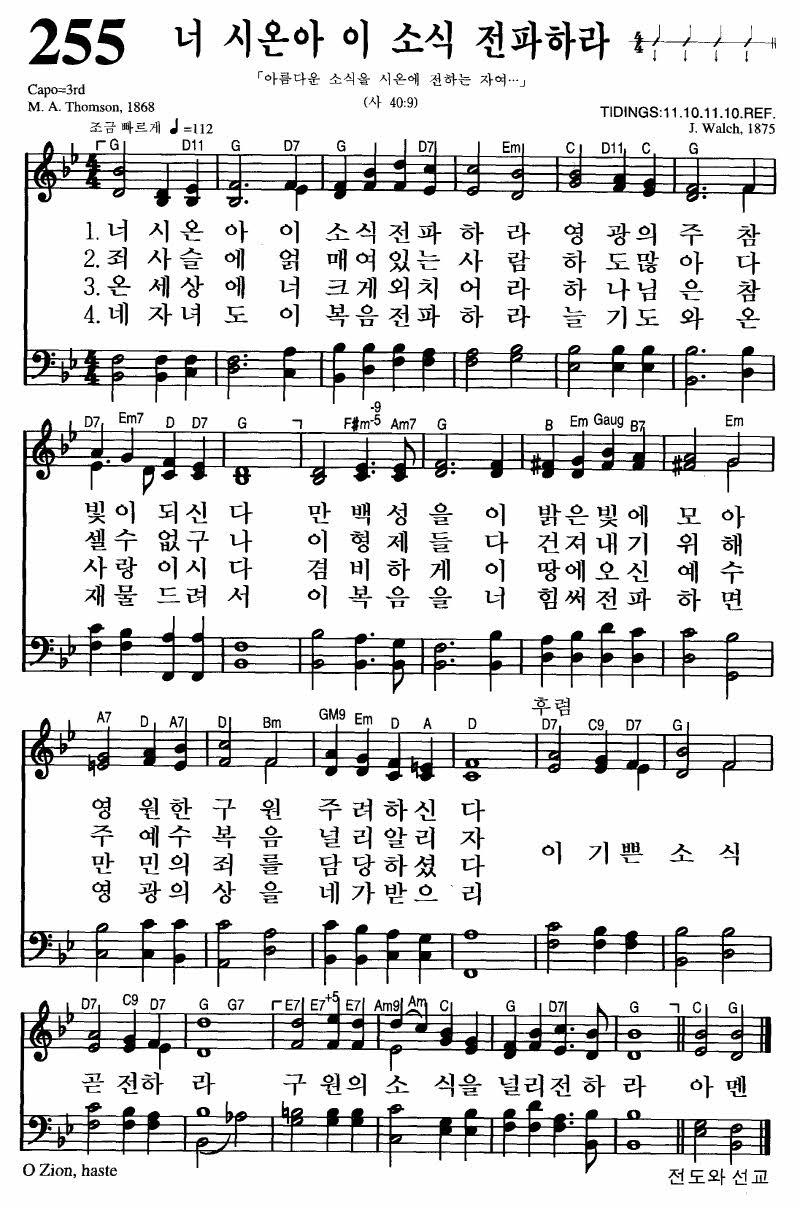 255 너 시온아 이 소식 전파하라
「아름다운 소식을 시온에 전하는 자여…」
Capo=3rd
(사 40:9)
M. A. Thomson, 1868
TIDINGS:11.10.11.10.REF.
조금 빠르게 ♩=112
J. Walch, 1875
G D11 G D7 G D7 Em C D11 C G
1. 너 시 온 아 이 소 식 전 파 하 라 영 광 의 주 참
2. 죄 사 슬 에 얽 매 여 있 는 사 람 하 도 많 아 다
3. 온 세 상 에 너 크 게 외 치 어 라 하 나 님 은 참
4. 네 자 녀 도 이 복 음 전 파 하 라 늘 기 도 와 온
D7 Em7 D D7 G F#m-5-9 Am7 G B Em Gaug B7 Em
빛 이 되 신 다 만 백 성 을 이 밝 은 빛 에 모 아
셀 수 없 구 나 이 형 제 들 다 건 져 내 기 위 해
사 랑 이 시 다 겸 비 하 게 이 땅 에 오 신 예 수
재 물 드 려 서 이 복 음 을 너 힘 써 전 파 하 면
후렴
A7 D A7 D Bm GM9 Em D A D D7 C9 D7 G
영 원 한 구 원 주 려 하 신 다
주 예 수 복 음 널 리 알 리 자
만 민 의 죄 를 담 당 하 셨 다 이 기 쁜 소 식
영 광 의 상 을 네 가 받 으 리
D7 C9 D7 G G7 E7 E7+5 E7 Am9 Am C G D7 G C G
곧 전 하 라 구 원 의 소 식 을 널 리 전 하 라 아 멘
O Zion, haste
전도와 선교